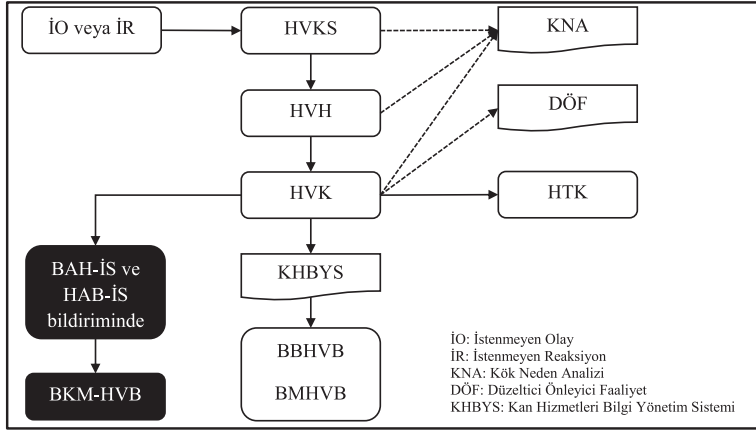 İO veya İR
HVKS
KNA
HVH
DÖF
HVK
HTK
BAH-İS ve
HAB-İS
bildiriminde
KHBYS
BBHVB
BMHVB
BKM-HVB
İO: İstenmeyen Olay
İR: İstenmeyen Reaksiyon
KNA: Kök Neden Analizi
DÖF: Düzeltici Önleyici Faaliyet
KHBYS: Kan Hizmetleri Bilgi Yönetim Sistemi